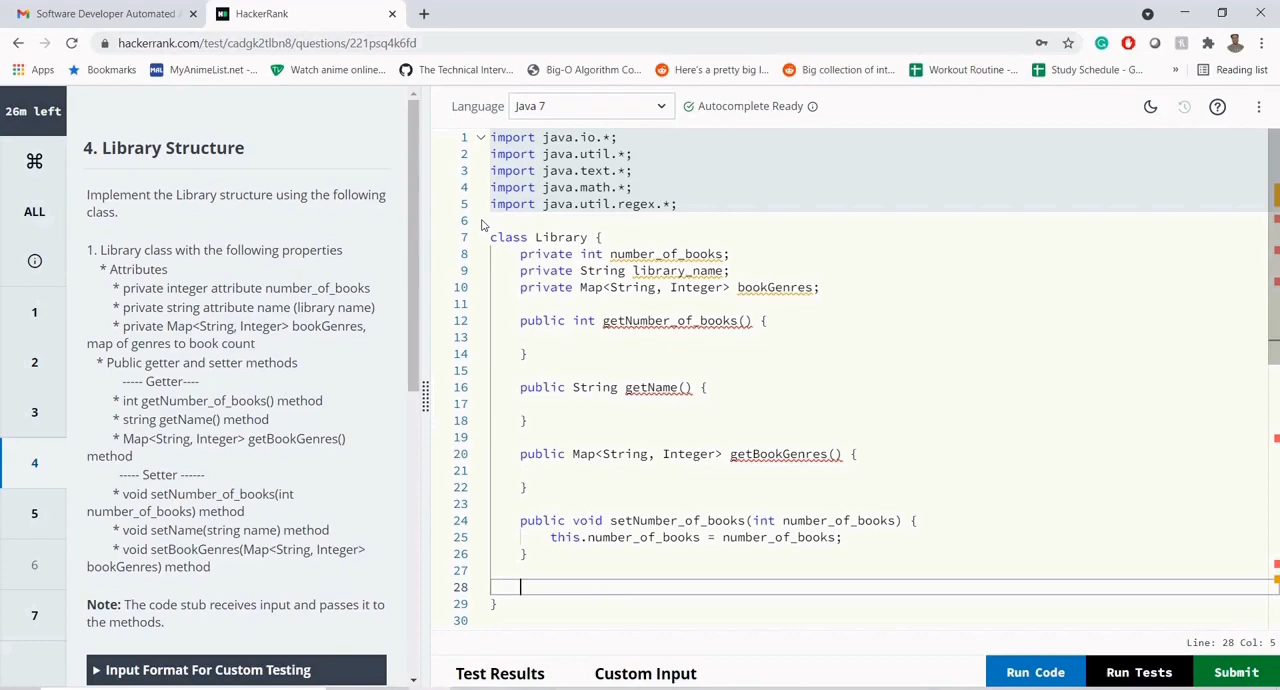 Software Developer Automated A
HackerRank
hackerrank.com/test/cadgk2tlbn8/questions/221psq4k6fd
Apps
Bookmarks
MyAnimeList.net -...
Watch anime online...
The Technical Interv...
Big-O Algorithm Co...
Here's a pretty big l...
Big collection of int...
Workout Routine -...
Study Schedule - G...
»
Reading list
26m left
ALL
1
2
3
4
5
6
7
4. Library Structure
Implement the Library structure using the following
class.
1. Library class with the following properties
* Attributes
* private integer attribute number_of_books
* private string attribute name (library name)
* private Map<String, Integer> bookGenres,
map of genres to book count
* Public getter and setter methods
----- Getter----
* int getNumber_of_books() method
* string getName() method
* Map<String, Integer> getBookGenres()
method
----- Setter ------
* void setNumber_of_books(int
number_of_books) method
* void setName(string name) method
* void setBookGenres(Map<String, Integer>
bookGenres) method
Note: The code stub receives input and passes it to
the methods.
Input Format For Custom Testing
Language Java 7 Autocomplete Ready
1 import java.io.*;
2 import java.util.*;
3 import java.text.*;
4 import java.math.*;
5 import java.util.regex.*;
6
7 class Library {
8 private int number_of_books;
9 private String library_name;
10 private Map<String, Integer> bookGenres;
11
12 public int getNumber_of_books() {
13
14 }
15
16 public String getName() {
17
18 }
19
20 public Map<String, Integer> getBookGenres() {
21
22 }
23
24 public void setNumber_of_books(int number_of_books) {
25 this.number_of_books = number_of_books;
26 }
27
28
29 }
30
Line: 28 Col: 5
Test Results
Custom Input
Run Code
Run Tests
Submit